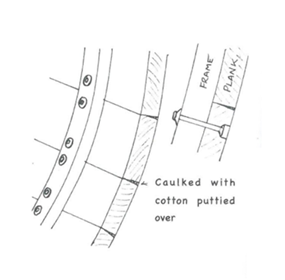 FRAME
PLANK
Caulked with
cotton puttied
over